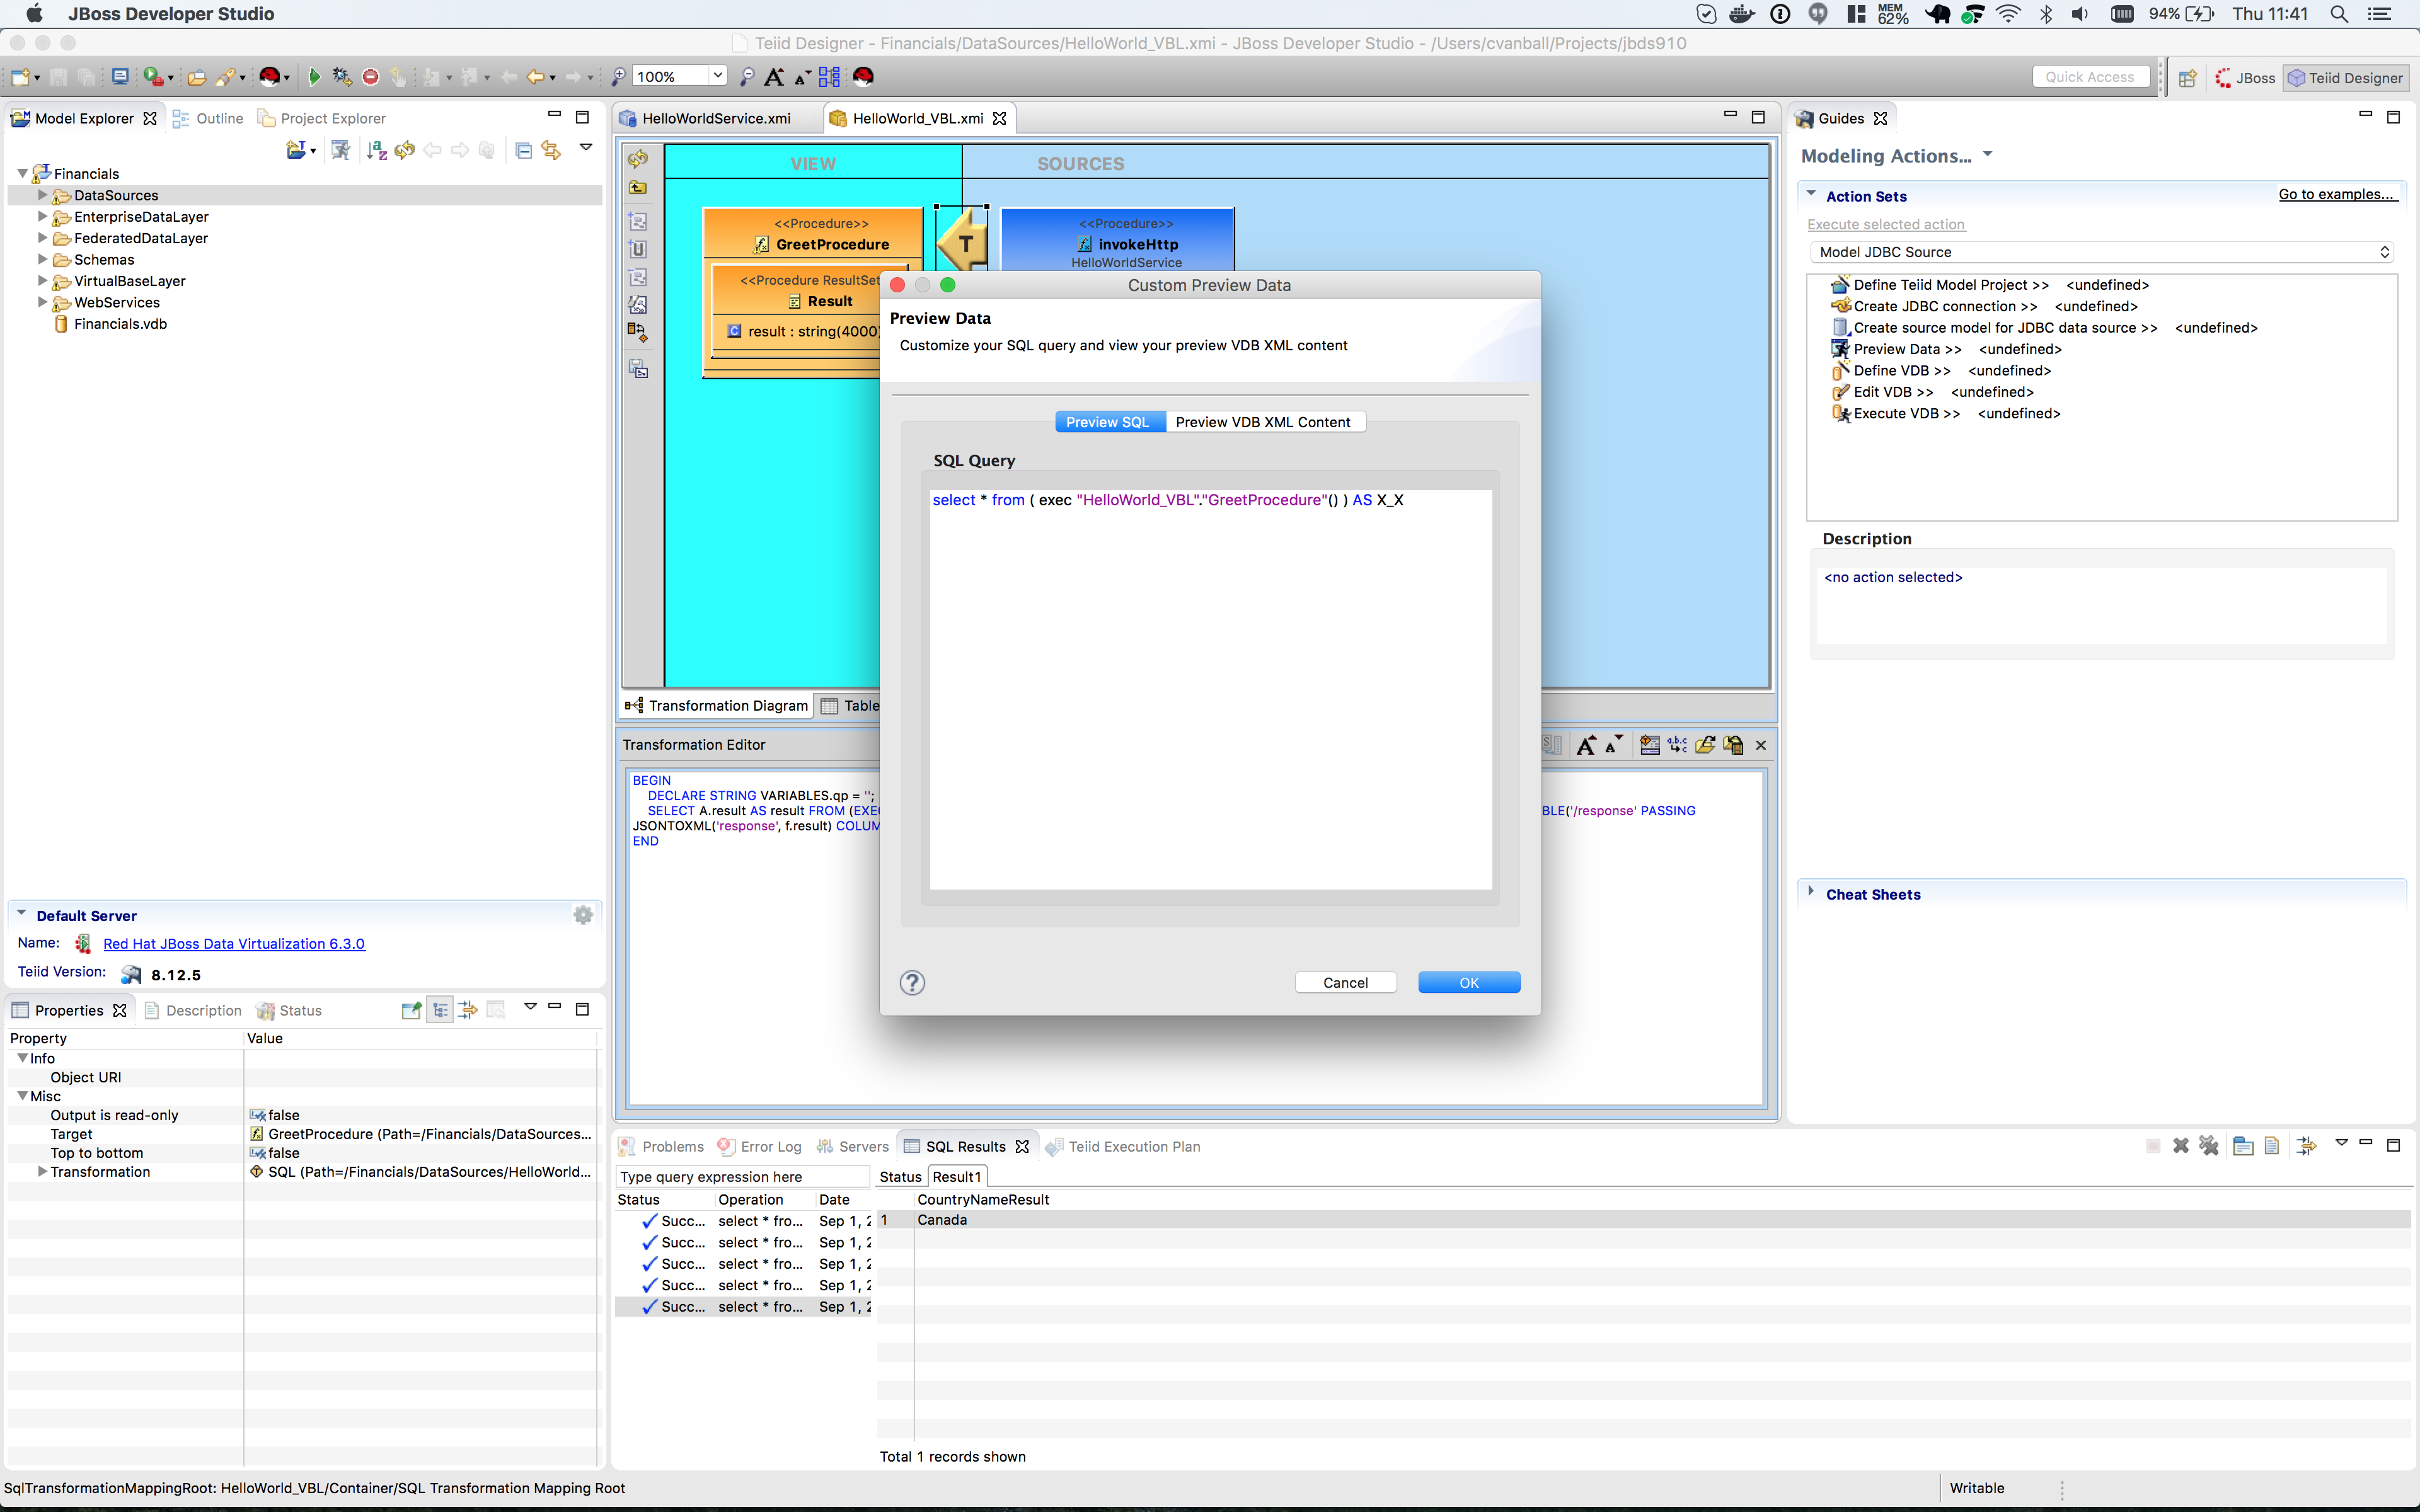 JBoss Developer Studio
MEM 62%
94%
Thu 11:41
Teiid Designer - Financials/DataSources/HelloWorld_VBL.xmi - JBoss Developer Studio - /Users/cvanball/Projects/jbds910
100%
Quick Access
JBoss
Teiid Designer
Model Explorer
Outline
Project Explorer
Financials
DataSources
EnterpriseDataLayer
FederatedDataLayer
Schemas
VirtualBaseLayer
WebServices
Financials.vdb
Default Server
Name: Red Hat JBoss Data Virtualization 6.3.0
Teiid Version: 8.12.5
Properties
Description
Status
Property Value
Info
Object URI
Misc
Output is read-only false
Target GreetProcedure (Path=/Financials/DataSources...
Top to bottom false
Transformation SQL (Path=/Financials/DataSources/HelloWorld...
HelloWorldService.xmi
HelloWorld_VBL.xmi
VIEW
SOURCES
<<Procedure>>
GreetProcedure
<<Procedure ResultSet
Result
result : string(4000)
T
<<Procedure>>
invokeHttp
HelloWorldService
Transformation Diagram
Table
Custom Preview Data
Preview Data
Customize your SQL query and view your preview VDB XML content
Preview SQL
Preview VDB XML Content
SQL Query
select * from ( exec "HelloWorld_VBL"."GreetProcedure"() ) AS X_X
Cancel
OK
Transformation Editor
BEGIN
DECLARE STRING VARIABLES.qp = '';
SELECT A.result AS result FROM (EXE
BLE('/response' PASSING
JSONTOXML('response', f.result) COLUM
END
Problems
Error Log
Servers
SQL Results
Teiid Execution Plan
Type query expression here
Status Operation Date
Succ... select * fro... Sep 1, 2
Succ... select * fro... Sep 1, 2
Succ... select * fro... Sep 1, 2
Succ... select * fro... Sep 1, 2
Succ... select * fro... Sep 1, 2
Status
Result1
CountryNameResult
1 Canada
Total 1 records shown
Guides
Modeling Actions...
Action Sets
Go to examples...
Execute selected action
Model JDBC Source
Define Teiid Model Project >> <undefined>
Create JDBC connection >> <undefined>
Create source model for JDBC data source >> <undefined>
Preview Data >> <undefined>
Define VDB >> <undefined>
Edit VDB >> <undefined>
Execute VDB >> <undefined>
Description
<no action selected>
Cheat Sheets
SqlTransformationMappingRoot: HelloWorld_VBL/Container/SQL Transformation Mapping Root
Writable